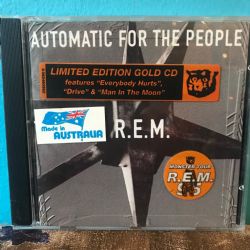 AUTOMATIC FOR THE PEOPLE
LIMITED EDITION GOLD CD
features "Everybody Hurts",
"Drive" & "Man In The Moon"
Made in
AUSTRALIA
R.E.M.
MONSTER TOUR
R.E.M.
95